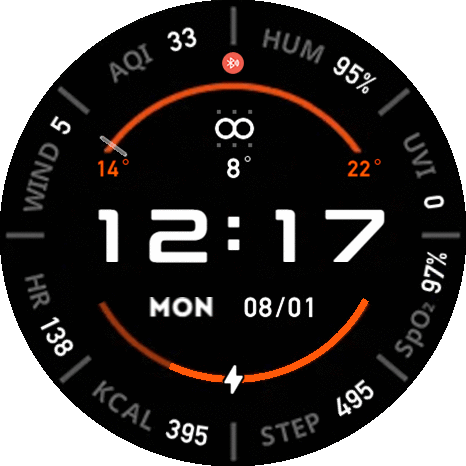 AQI 33
HUM 95%
WIND 5
UVI 0
14°
8°
22°
12:17
MON 08/01
HR 138
SpO₂ 97%
KCAL 395
STEP 495